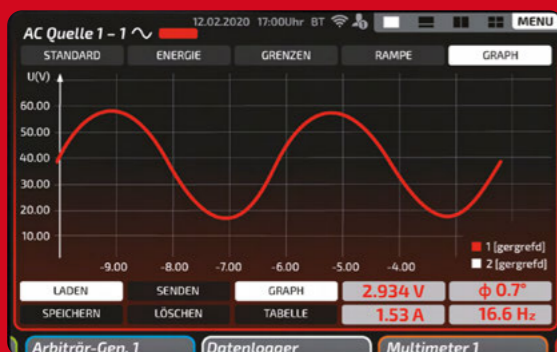 AC Quelle 1 – 1
12.02.2020 17:00Uhr BT
MENU
STANDARD ENERGIE GRENZEN RAMPE GRAPH
U(V)
60.00
50.00
40.00
30.00
20.00
10.00
-9.00 -8.00 -7.00 -6.00 -5.00 -4.00
1 [gergrefd]
2 [gergrefd]
LADEN SENDEN GRAPH 2.934 V ϕ 0.7°
SPEICHERN LÖSCHEN TABELLE 1.53 A 16.6 Hz
Arbiträr-Gen. 1 Datenlogger Multimeter 1